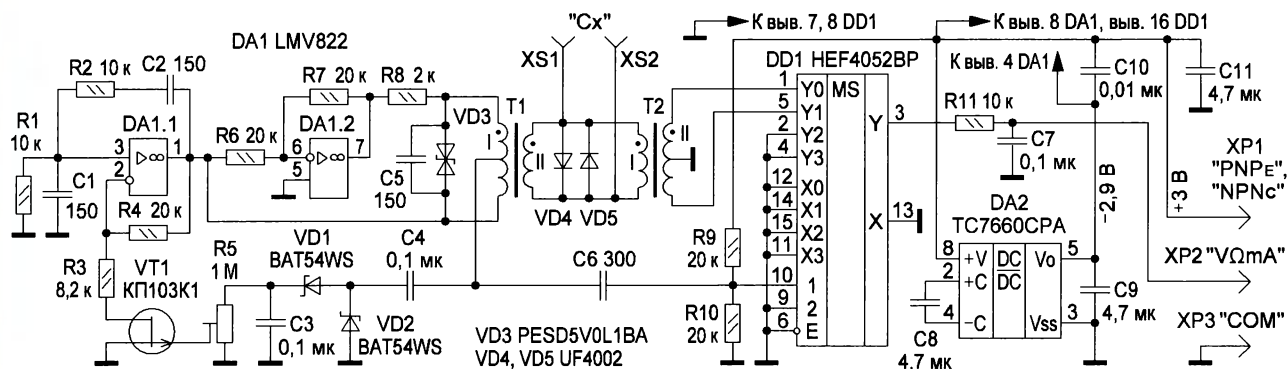 "Cx"
К выв. 7, 8 DD1
К выв. 8 DA1, выв. 16 DD1
DA1 LMV822
XS1
XS2
DD1 HEF4052BP
К выв. 4 DA1
C10
0,01 мк
C11
4,7 мк
R2 10 к
C2 150
R7 20 к
R8 2 к
VD3
T1
T2
R1
10 к
DA1.1
DA1.2
R6 20 к
3
2
1
▷∞
6
5
7
▷∞
C1
150
R4 20 к
C5
150
I
II
I
II
VD4
VD5
1
5
2
4
12
14
15
11
10
9
6
Y0
Y1
Y2
Y3
X0
X1
X2
X3
1
2
E
MS
Y
X
3
13
R11 10 к
C7
0,1 мк
XP1
"PNPE",
"NPNC"
−2,9 В
+3 В
DA2
TC7660CPA
8
2
4
+V
+C
−C
DC
DC
Vo
Vss
5
3
C8
4,7 мк
C9
4,7 мк
XP2 "VΩmA"
XP3 "COM"
R3
8,2 к
VT1
КП103К1
R5
1 М
VD1
BAT54WS
C4
0,1 мк
C3
0,1 мк
VD2
BAT54WS
C6 300
R9
20 к
R10
20 к
VD3 PESD5V0L1BA
VD4, VD5 UF4002